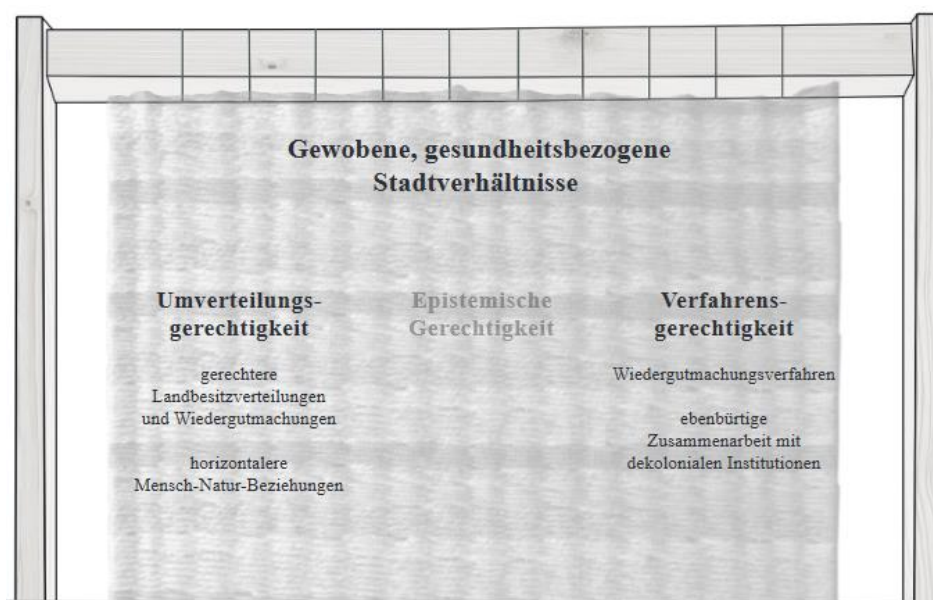 Gewobene, gesundheitsbezogene
Stadtverhältnisse
Umverteilungs-
gerechtigkeit
gerechtere
Landbesitzverteilungen
und Wiedergutmachungen
horizontalere
Mensch-Natur-Beziehungen
Epistemische
Gerechtigkeit
Verfahrens-
gerechtigkeit
Wiedergutmachungsverfahren
ebenbürtige
Zusammenarbeit mit
dekolonialen Institutionen